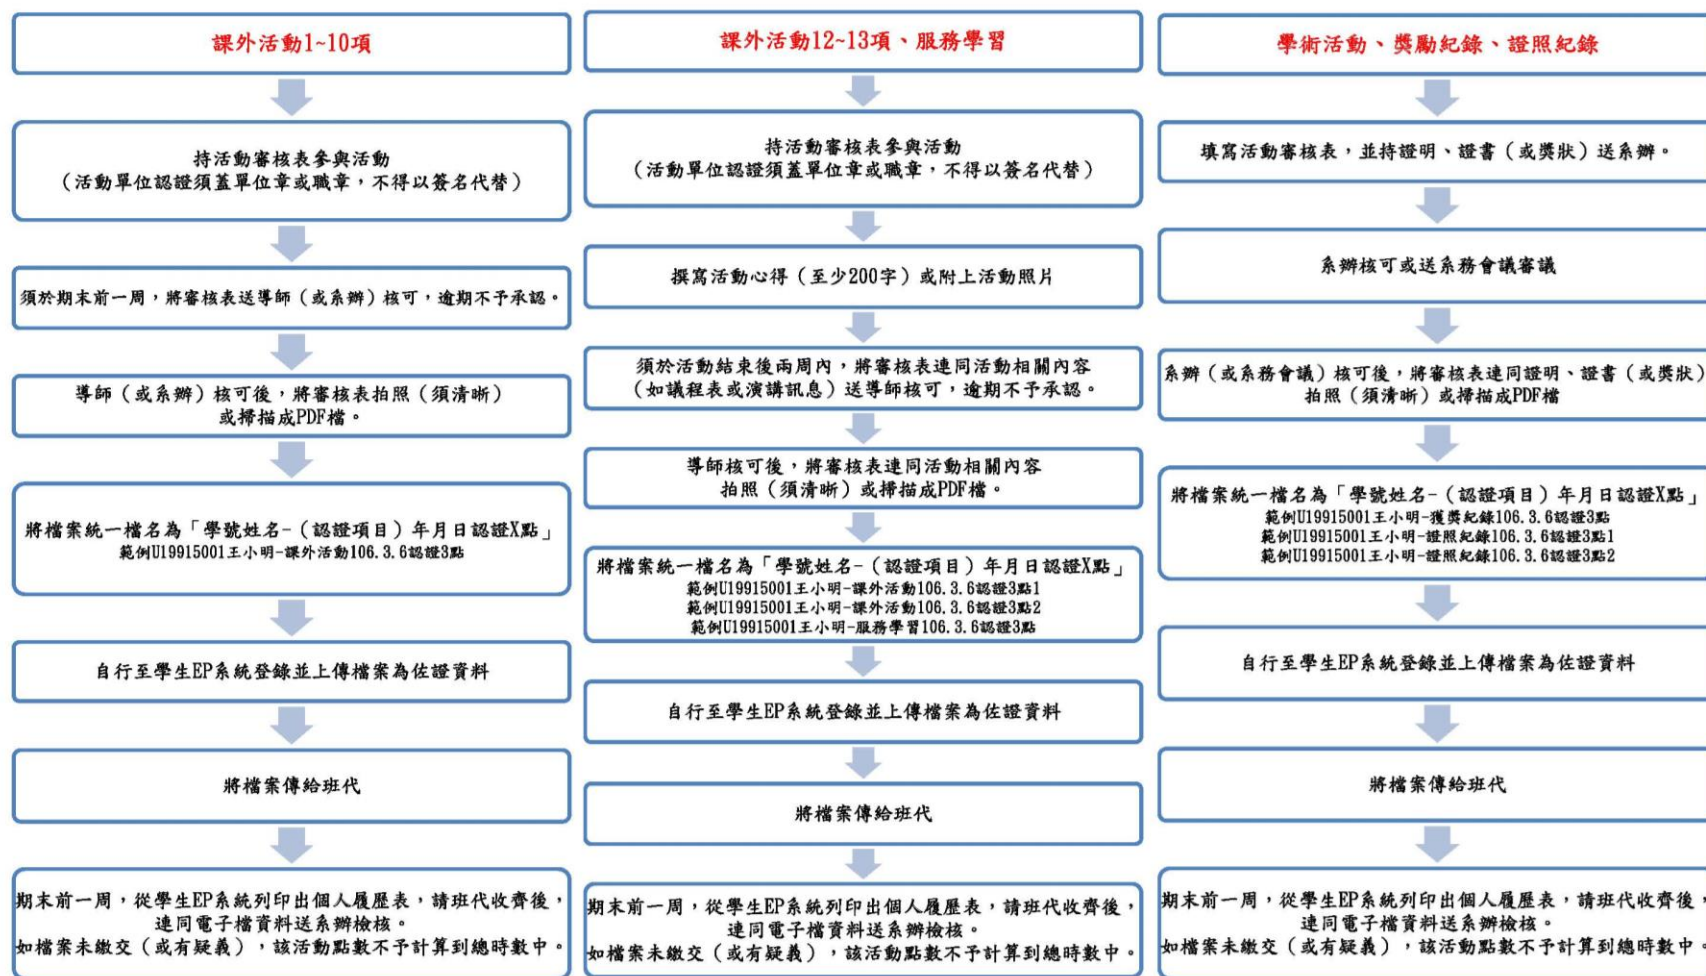 課外活動1~10項
持活動審核表參與活動
（活動單位認證須蓋單位章或職章，不得以簽名代替）
須於期末前一周，將審核表送導師（或系辦）核可，逾期不予承認。
導師（或系辦）核可後，將審核表拍照（須清晰）
或掃描成PDF檔。
將檔案統一檔名為「學號姓名-（認證項目）年月日認證X點」
範例U19915001王小明-課外活動106.3.6認證3點
自行至學生EP系統登錄並上傳檔案為佐證資料
將檔案傳給班代
期末前一周，從學生EP系統列印出個人履歷表，請班代收齊後，
連同電子檔資料送系辦檢核。
如檔案未繳交（或有疑義），該活動點數不予計算到總時數中。
課外活動12~13項、服務學習
持活動審核表參與活動
（活動單位認證須蓋單位章或職章，不得以簽名代替）
撰寫活動心得（至少200字）或附上活動照片
須於活動結束後兩周內，將審核表連同活動相關內容
（如議程表或演講訊息）送導師核可，逾期不予承認。
導師核可後，將審核表連同活動相關內容
拍照（須清晰）或掃描成PDF檔。
將檔案統一檔名為「學號姓名-（認證項目）年月日認證X點」
範例U19915001王小明-課外活動106.3.6認證3點1
範例U19915001王小明-課外活動106.3.6認證3點2
範例U19915001王小明-服務學習106.3.6認證3點
自行至學生EP系統登錄並上傳檔案為佐證資料
將檔案傳給班代
期末前一周，從學生EP系統列印出個人履歷表，請班代收齊後，
連同電子檔資料送系辦檢核。
如檔案未繳交（或有疑義），該活動點數不予計算到總時數中。
學術活動、獎勵紀錄、證照紀錄
填寫活動審核表，並持證明、證書（或獎狀）送系辦。
系辦核可或送系務會議審議
系辦（或系務會議）核可後，將審核表連同證明、證書（或獎狀）
拍照（須清晰）或掃描成PDF檔
將檔案統一檔名為「學號姓名-（認證項目）年月日認證X點」
範例U19915001王小明-獲獎紀錄106.3.6認證3點
範例U19915001王小明-證照紀錄106.3.6認證3點1
範例U19915001王小明-證照紀錄106.3.6認證3點2
自行至學生EP系統登錄並上傳檔案為佐證資料
將檔案傳給班代
期末前一周，從學生EP系統列印出個人履歷表，請班代收齊後，
連同電子檔資料送系辦檢核。
如檔案未繳交（或有疑義），該活動點數不予計算到總時數中。